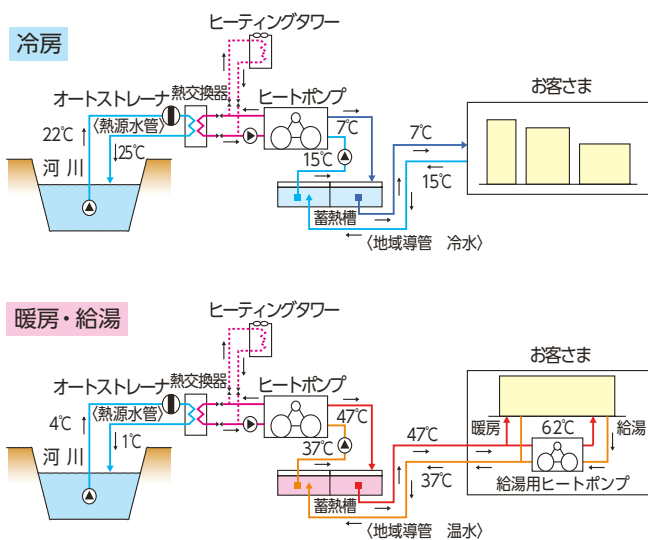 冷房
ヒーティングタワー
オートストレーナ
熱交換器
ヒートポンプ
お客さま
22℃
〈熱源水管〉
25℃
河川
7℃
15℃
7℃
15℃
蓄熱槽
〈地域導管 冷水〉
暖房・給湯
ヒーティングタワー
オートストレーナ
熱交換器
ヒートポンプ
お客さま
4℃
〈熱源水管〉
1℃
河川
47℃
37℃
47℃
37℃
暖房
62℃
給湯
給湯用ヒートポンプ
蓄熱槽
〈地域導管 温水〉